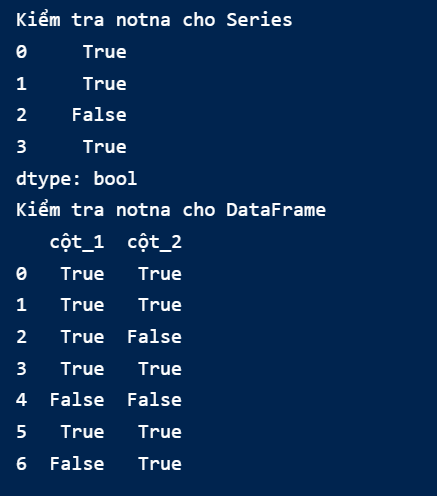 Kiểm tra notna cho Series
0     True
1     True
2    False
3     True
dtype: bool
Kiểm tra notna cho DataFrame
   cột_1  cột_2
0   True   True
1   True   True
2   True  False
3   True   True
4  False  False
5   True   True
6  False   True